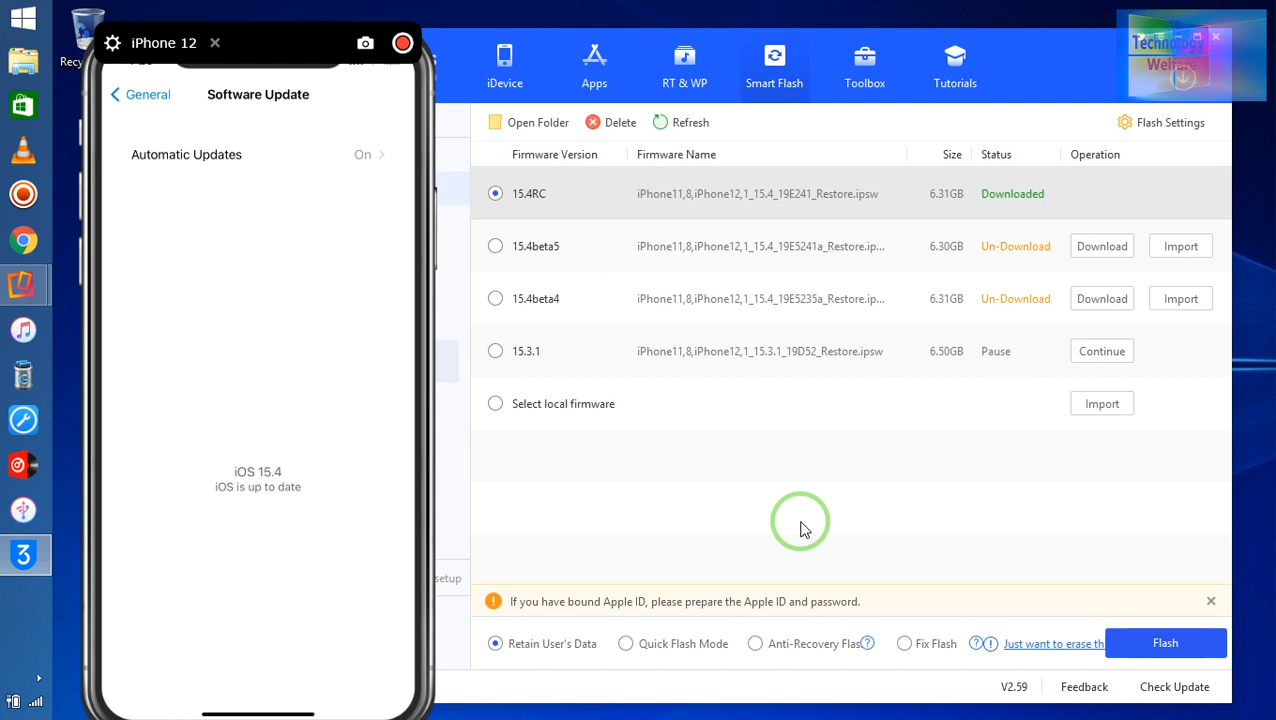 iPhone 12
General
Software Update
Automatic Updates On
iOS 15.4
iOS is up to date
iDevice Apps RT & WP Smart Flash Toolbox Tutorials
Technology
Welfare
Open Folder Delete Refresh Flash Settings
Firmware Version Firmware Name Size Status Operation
15.4RC iPhone11,8,iPhone12,1_15.4_19E241_Restore.ipsw 6.31GB Downloaded
15.4beta5 iPhone11,8,iPhone12,1_15.4_19E5241a_Restore.ip... 6.30GB Un-Download Download Import
15.4beta4 iPhone11,8,iPhone12,1_15.4_19E5235a_Restore.ip... 6.31GB Un-Download Download Import
15.3.1 iPhone11,8,iPhone12,1_15.3.1_19D52_Restore.ipsw 6.50GB Pause Continue
Select local firmware Import
setup
If you have bound Apple ID, please prepare the Apple ID and password.
Retain User's Data Quick Flash Mode Anti-Recovery Flas Fix Flash Just want to erase th Flash
V2.59 Feedback Check Update